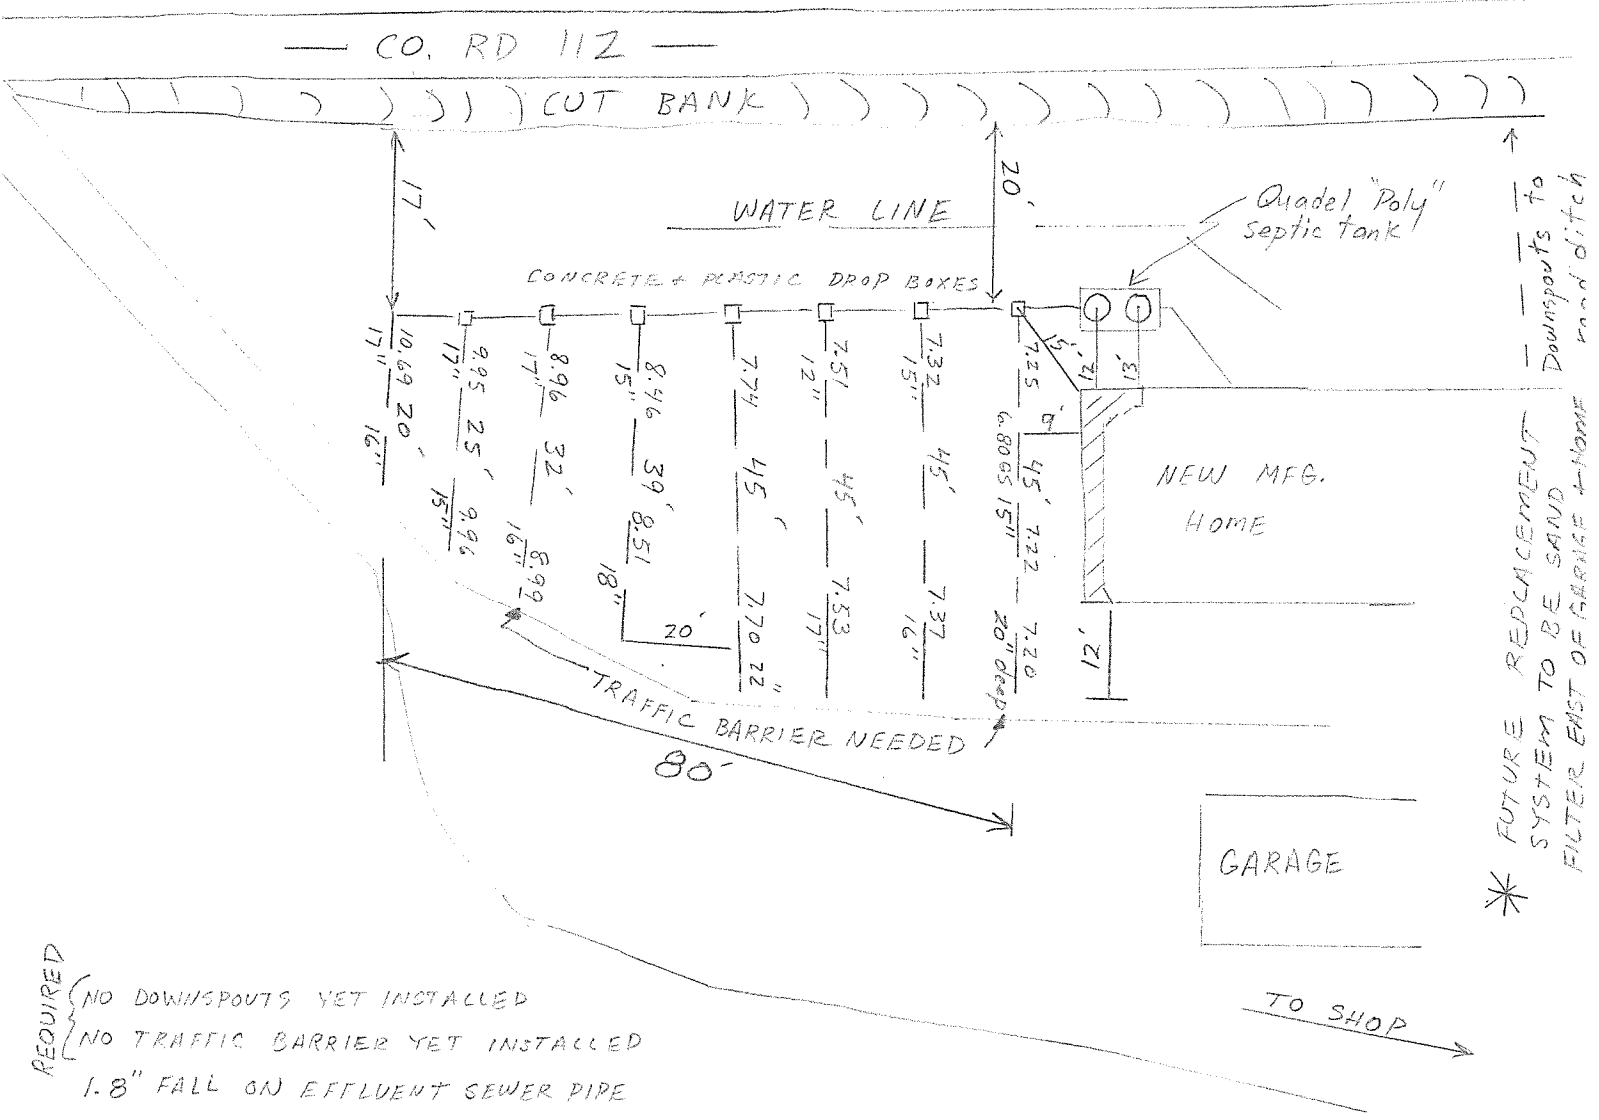 — CO. RD 112 —
CUT BANK
17'
20'
WATER LINE
Quadel "Poly"
Septic tank
CONCRETE + PLASTIC DROP BOXES
10.69 20'
17" 16"
9.95 25' 9.96
17" 15"
8.96 32' 8.99
17" 16"
8.46 39' 8.51
15" 18"
20'
7.74 45' 7.70 22"
7.51 45' 7.53
12" 17"
7.32 45' 7.37
15" 16"
7.25 45' 7.22 7.20
6.80 GS 15" 20" deep
15'
12'
13'
9'
12'
NEW MFG.
HOME
TRAFFIC BARRIER NEEDED
80'
GARAGE
TO SHOP
Downspouts to
road ditch
* FUTURE REPLACEMENT
SYSTEM TO BE SAND
FILTER EAST OF GARAGE + HOME
REQUIRED
NO DOWNSPOUTS YET INSTALLED
NO TRAFFIC BARRIER YET INSTALLED
1.8" FALL ON EFFLUENT SEWER PIPE